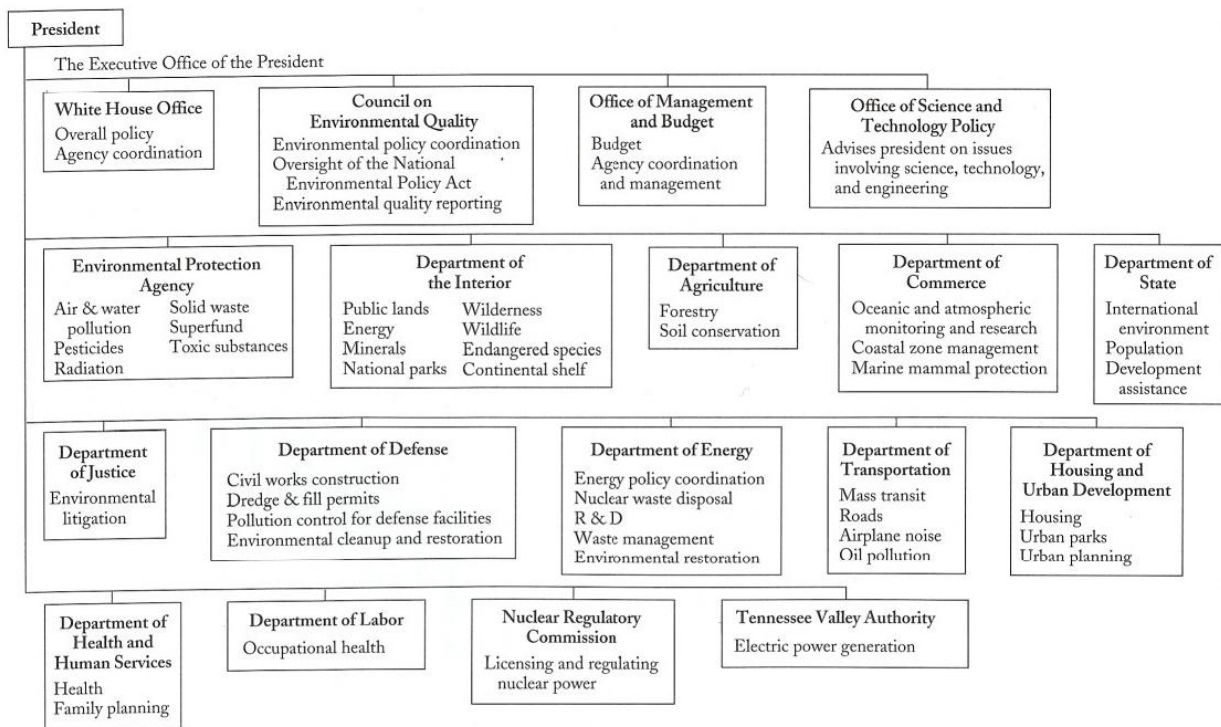 President
The Executive Office of the President
White House Office
Overall policy
Agency coordination
Council on
Environmental Quality
Environmental policy coordination
Oversight of the National
Environmental Policy Act
Environmental quality reporting
Office of Management
and Budget
Budget
Agency coordination
and management
Office of Science and
Technology Policy
Advises president on issues
involving science, technology,
and engineering
Environmental Protection
Agency
Air & water
pollution
Pesticides
Radiation
Solid waste
Superfund
Toxic substances
Department of
the Interior
Public lands
Energy
Minerals
National parks
Wilderness
Wildlife
Endangered species
Continental shelf
Department of
Agriculture
Forestry
Soil conservation
Department of
Commerce
Oceanic and atmospheric
monitoring and research
Coastal zone management
Marine mammal protection
Department of
State
International
environment
Population
Development
assistance
Department
of Justice
Environmental
litigation
Department of Defense
Civil works construction
Dredge & fill permits
Pollution control for defense facilities
Environmental cleanup and restoration
Department of Energy
Energy policy coordination
Nuclear waste disposal
R & D
Waste management
Environmental restoration
Department of
Transportation
Mass transit
Roads
Airplane noise
Oil pollution
Department of
Housing and
Urban Development
Housing
Urban parks
Urban planning
Department of
Health and
Human Services
Health
Family planning
Department of Labor
Occupational health
Nuclear Regulatory
Commission
Licensing and regulating
nuclear power
Tennessee Valley Authority
Electric power generation